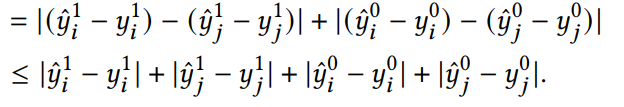 = |(ŷ_i^1 − y_i^1) − (ŷ_j^1 − y_j^1)| + |(ŷ_i^0 − y_i^0) − (ŷ_j^0 − y_j^0)|
≤ |ŷ_i^1 − y_i^1| + |ŷ_j^1 − y_j^1| + |ŷ_i^0 − y_i^0| + |ŷ_j^0 − y_j^0|.